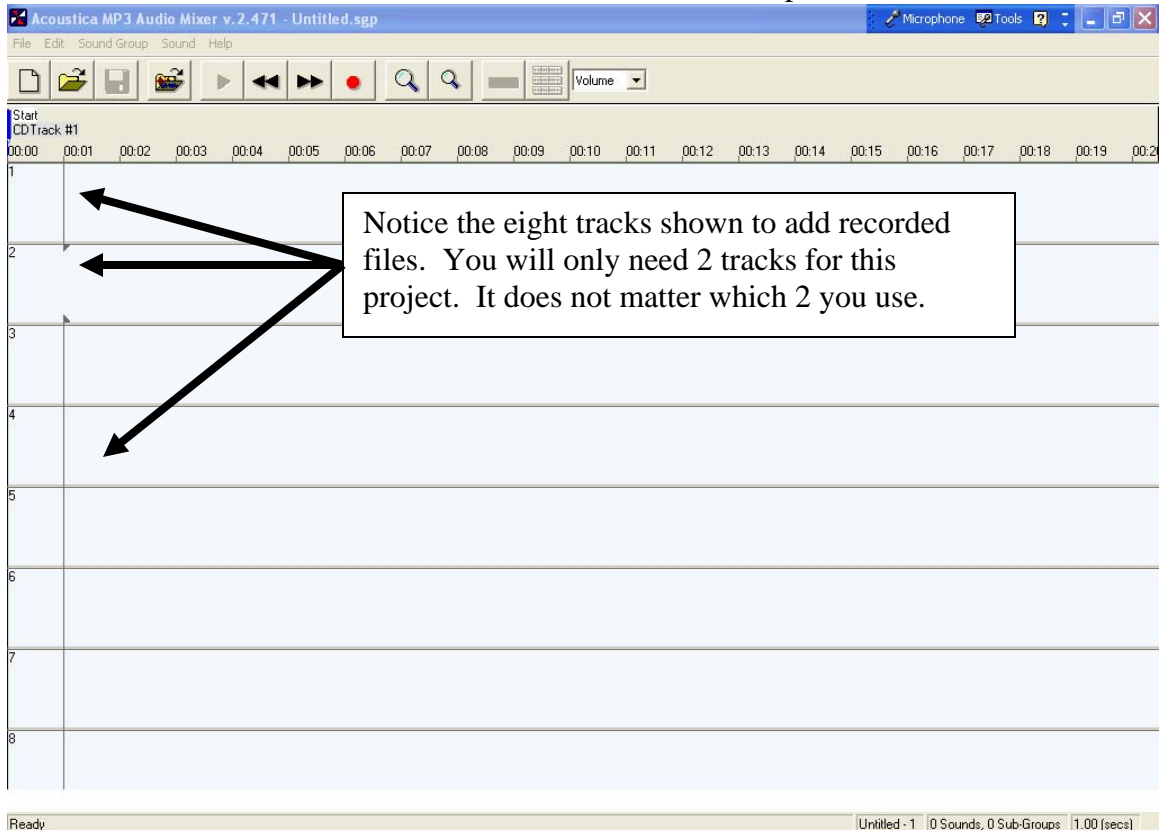 Acoustica MP3 Audio Mixer v.2.471 - Untitled.sgp
Microphone Tools
File Edit Sound Group Sound Help
Volume
Start
CDTrack #1
00:00 00:01 00:02 00:03 00:04 00:05 00:06 00:07 00:08 00:09 00:10 00:11 00:12 00:13 00:14 00:15 00:16 00:17 00:18 00:19
1
Notice the eight tracks shown to add recorded
files. You will only need 2 tracks for this
project. It does not matter which 2 you use.
2
3
4
5
6
7
8
Ready
Untitled - 1 0 Sounds, 0 Sub-Groups 1.00 (secs)